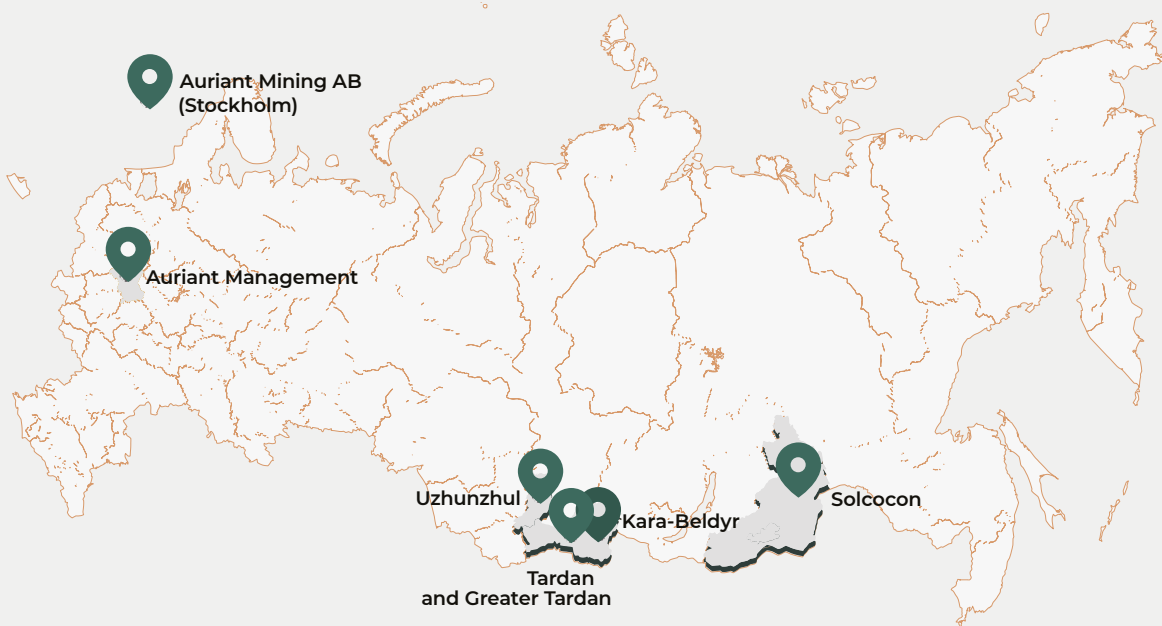 Auriant Mining AB
(Stockholm)
Auriant Management
Uzhunzhul
Solcocon
Kara-Beldyr
Tardan
and Greater Tardan